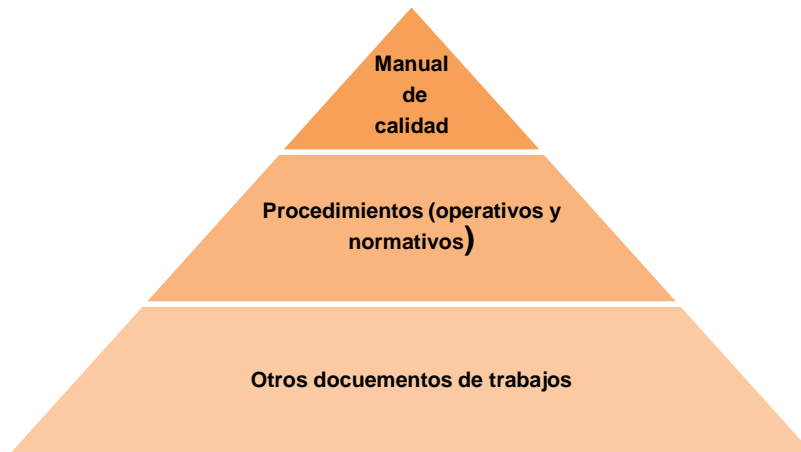 Manual
de
calidad
Procedimientos (operativos y
normativos)
Otros docuementos de trabajos